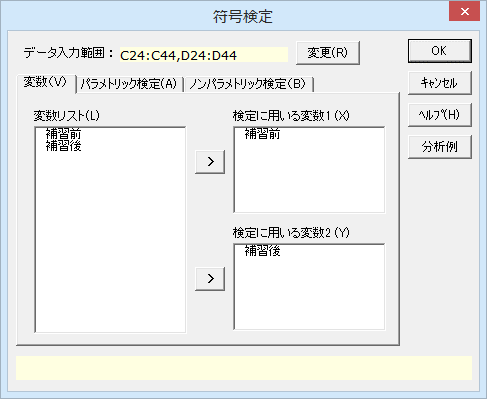 符号検定
データ入力範囲： C24:C44,D24:D44 変更(R) OK
変数(V) パラメトリック検定(A) ノンパラメトリック検定(B) ｷｬﾝｾﾙ
変数リスト(L) 検定に用いる変数1 (X) ﾍﾙﾌﾟ(H)
補習前 補習前
補習後 分析例
>
検定に用いる変数2 (Y)
補習後
>